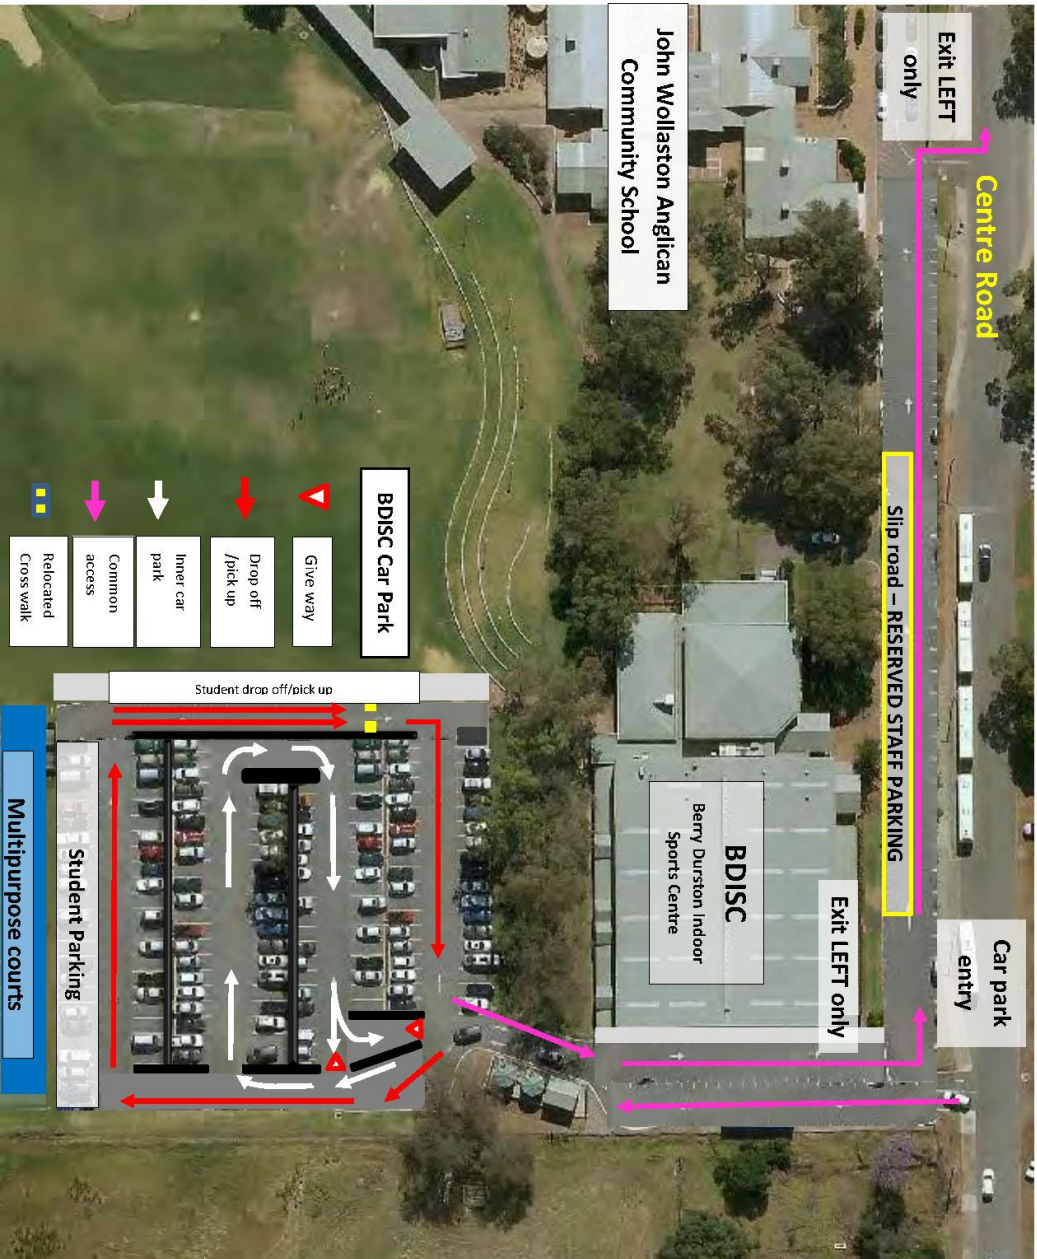 Exit LEFT
only
Centre Road
John Wollaston Anglican
Community School
Slip road – RESERVED STAFF PARKING
Car park
entry
Exit LEFT only
BDISC
Berry Durston Indoor
Sports Centre
BDISC Car Park
Give way
Drop off
/pick up
Inner car
park
Common
access
Relocated
Cross walk
Student drop off/pick up
Student Parking
Multipurpose courts